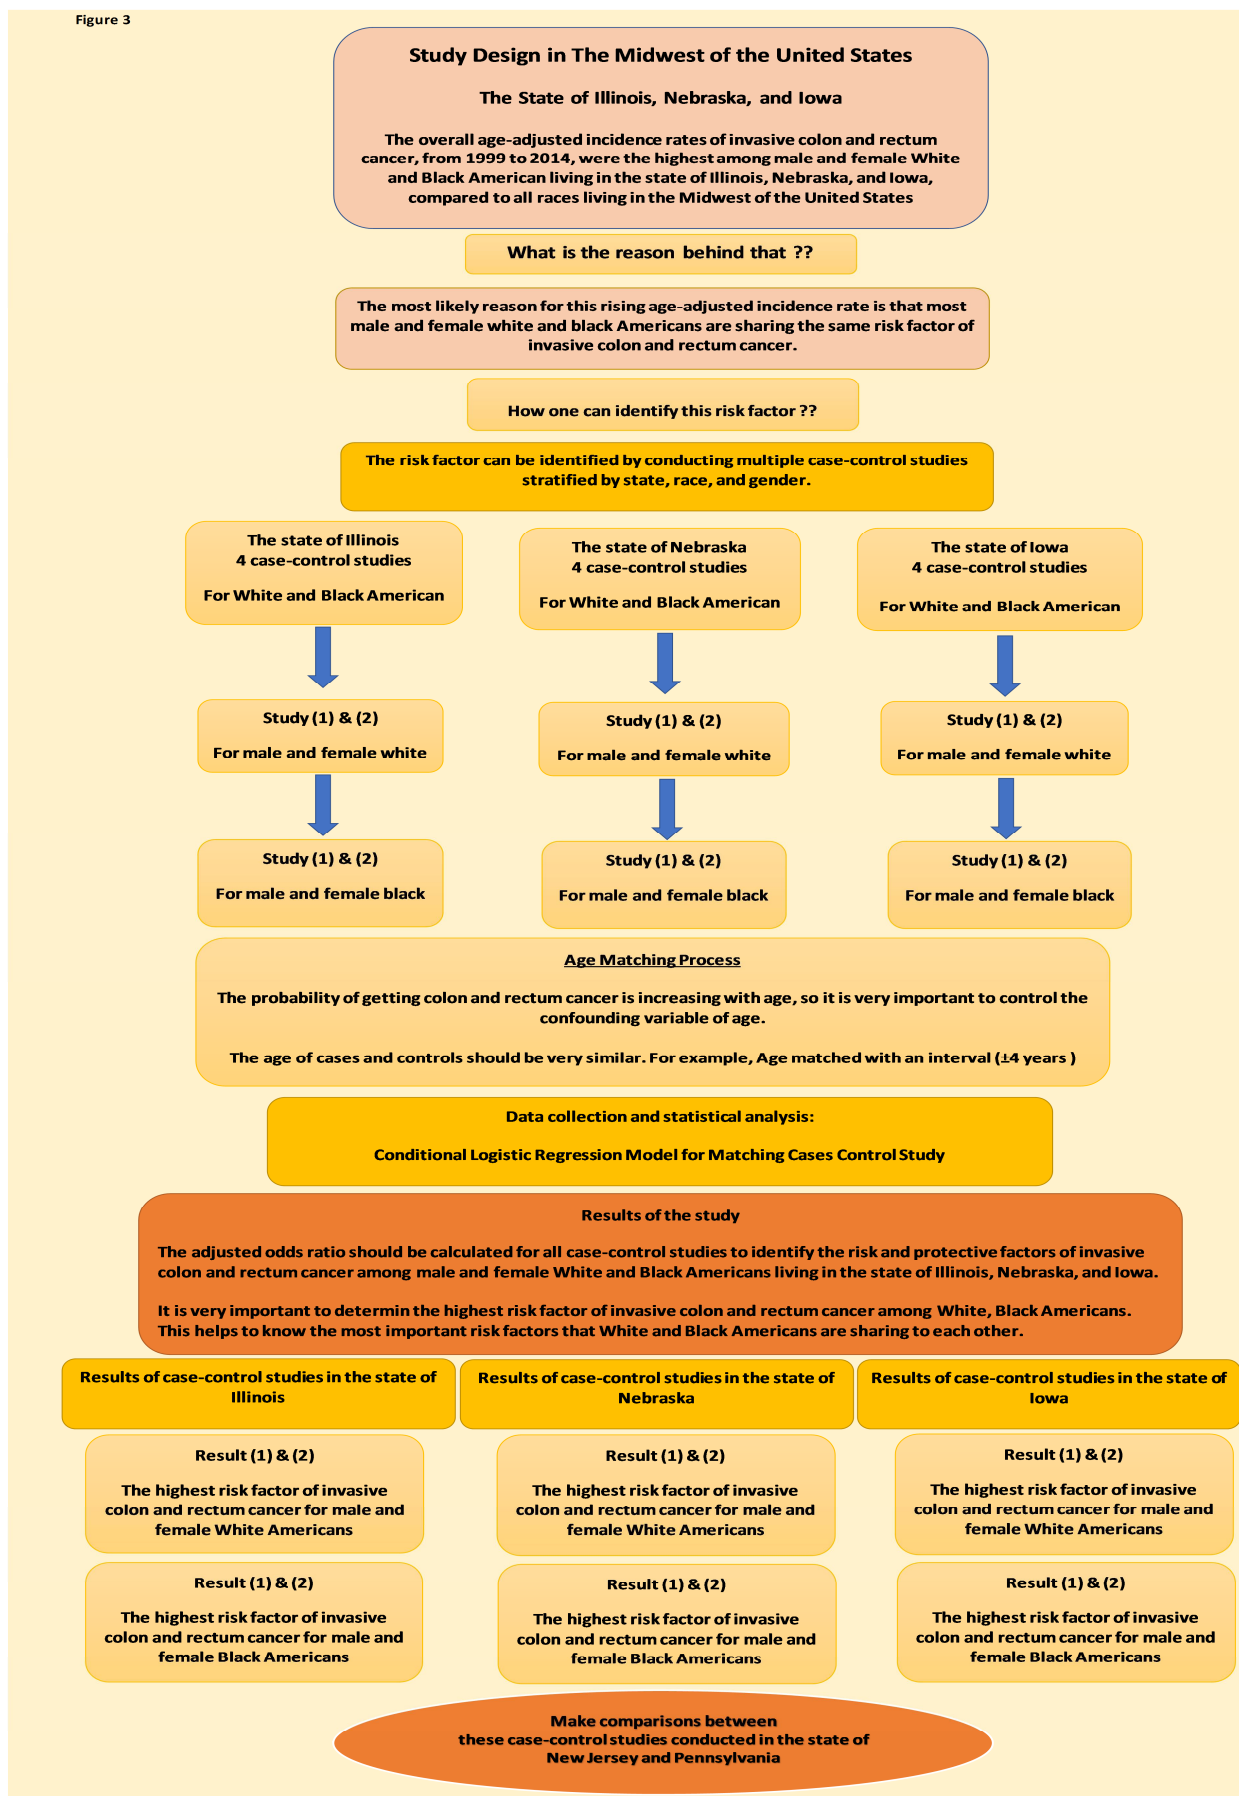 Figure 3
Study Design in The Midwest of the United States
The State of Illinois, Nebraska, and Iowa
The overall age-adjusted incidence rates of invasive colon and rectum
cancer, from 1999 to 2014, were the highest among male and female White
and Black American living in the state of Illinois, Nebraska, and Iowa,
compared to all races living in the Midwest of the United States
What is the reason behind that ??
The most likely reason for this rising age-adjusted incidence rate is that most
male and female white and black Americans are sharing the same risk factor of
invasive colon and rectum cancer.
How one can identify this risk factor ??
The risk factor can be identified by conducting multiple case-control studies
stratified by state, race, and gender.
The state of Illinois
4 case-control studies
For White and Black American
The state of Nebraska
4 case-control studies
For White and Black American
The state of Iowa
4 case-control studies
For White and Black American
Study (1) & (2)
For male and female white
Study (1) & (2)
For male and female white
Study (1) & (2)
For male and female white
Study (1) & (2)
For male and female black
Study (1) & (2)
For male and female black
Study (1) & (2)
For male and female black
Age Matching Process
The probability of getting colon and rectum cancer is increasing with age, so it is very important to control the
confounding variable of age.
The age of cases and controls should be very similar. For example, Age matched with an interval (±4 years )
Data collection and statistical analysis:
Conditional Logistic Regression Model for Matching Cases Control Study
Results of the study
The adjusted odds ratio should be calculated for all case-control studies to identify the risk and protective factors of invasive
colon and rectum cancer among male and female White and Black Americans living in the state of Illinois, Nebraska, and Iowa.
It is very important to determin the highest risk factor of invasive colon and rectum cancer among White, Black Americans.
This helps to know the most important risk factors that White and Black Americans are sharing to each other.
Results of case-control studies in the state of
Illinois
Results of case-control studies in the state of
Nebraska
Results of case-control studies in the state of
Iowa
Result (1) & (2)
The highest risk factor of invasive
colon and rectum cancer for male and
female White Americans
Result (1) & (2)
The highest risk factor of invasive
colon and rectum cancer for male and
female White Americans
Result (1) & (2)
The highest risk factor of invasive
colon and rectum cancer for male and
female White Americans
Result (1) & (2)
The highest risk factor of invasive
colon and rectum cancer for male and
female Black Americans
Result (1) & (2)
The highest risk factor of invasive
colon and rectum cancer for male and
female Black Americans
Result (1) & (2)
The highest risk factor of invasive
colon and rectum cancer for male and
female Black Americans
Make comparisons between
these case-control studies conducted in the state of
New Jersey and Pennsylvania